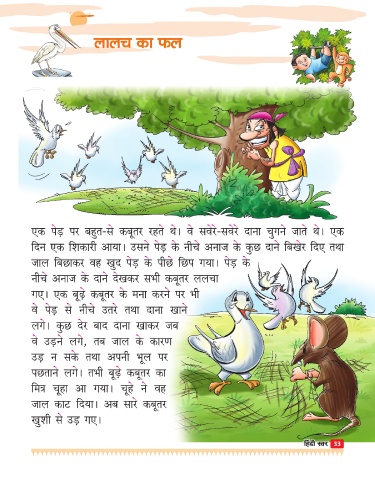 लालच का फल
एक पेड़ पर बहुत-से कबूतर रहते थे। वे सवेरे-सवेरे दाना चुगने जाते थे। एक
दिन एक शिकारी आया। उसने पेड़ के नीचे अनाज के कुछ दाने बिखेर दिए तथा
जाल बिछाकर वह खुद पेड़ के पीछे छिप गया। पेड़ के
नीचे अनाज के दाने देखकर सभी कबूतर ललचा
गए। एक बूढ़े कबूतर के मना करने पर भी
वे पेड़ से नीचे उतरे तथा दाना खाने
लगे। कुछ देर बाद दाना खाकर जब
वे उड़ने लगे, तब जाल के कारण
उड़ न सके तथा अपनी भूल पर
पछताने लगे। तभी बूढ़े कबूतर का
मित्र चूहा आ गया। चूहे ने वह
जाल काट दिया। अब सारे कबूतर
खुशी से उड़ गए।
हिंदी स्वर 33